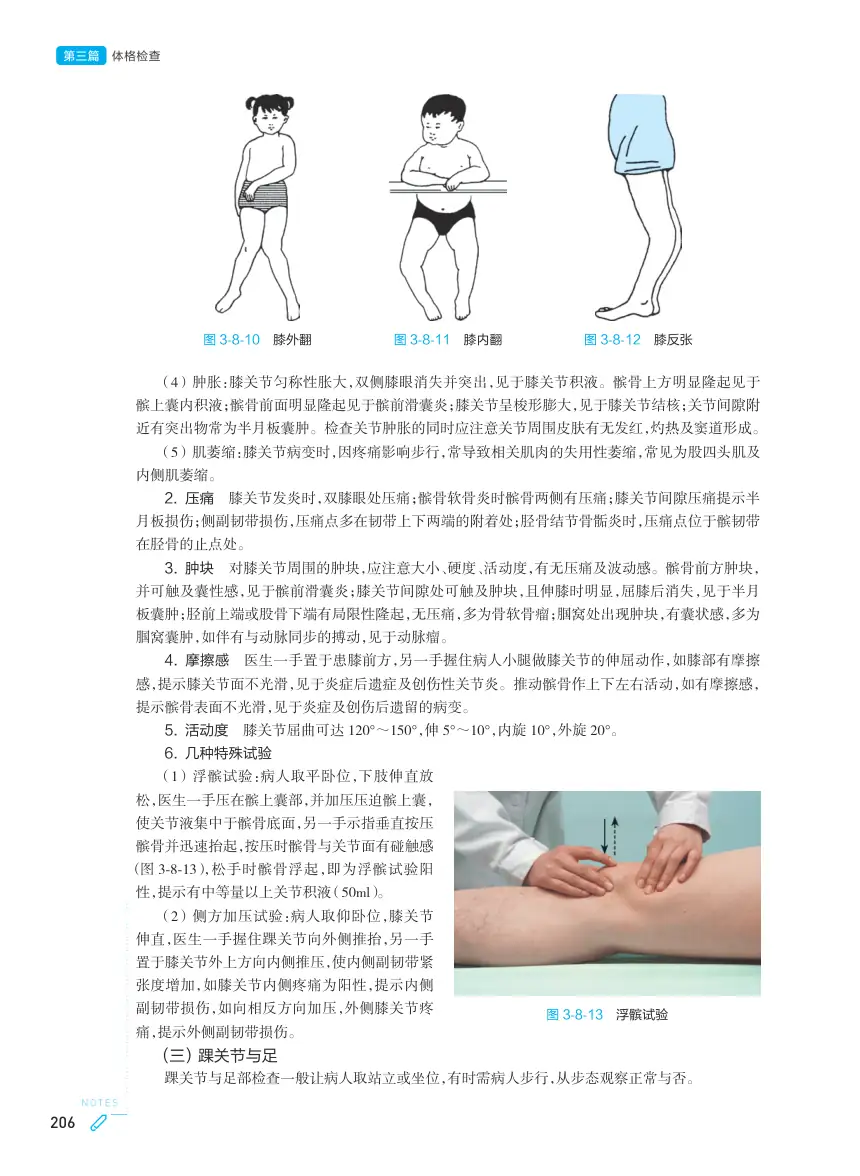 第三篇 体格检查
图 3-8-10 膝外翻
图 3-8-11 膝内翻
图 3-8-12 膝反张
（4）肿胀：膝关节匀称性胀大，双侧膝眼消失并突出，见于膝关节积液。髌骨上方明显隆起见于
髌上囊内积液；髌骨前面明显隆起见于髌前滑囊炎；膝关节呈梭形膨大，见于膝关节结核；关节间隙附
近有突出物常为半月板囊肿。检查关节肿胀的同时应注意关节周围皮肤有无发红，灼热及窦道形成。
（5）肌萎缩：膝关节病变时，因疼痛影响步行，常导致相关肌肉的失用性萎缩，常见为股四头肌及
内侧肌萎缩。
2. 压痛 膝关节发炎时，双膝眼处压痛；髌骨软骨炎时髌骨两侧有压痛；膝关节间隙压痛提示半
月板损伤；侧副韧带损伤，压痛点多在韧带上下两端的附着处；胫骨结节骨骺炎时，压痛点位于髌韧带
在胫骨的止点处。
3. 肿块 对膝关节周围的肿块，应注意大小、硬度、活动度，有无压痛及波动感。髌骨前方肿块，
并可触及囊性感，见于髌前滑囊炎；膝关节间隙处可触及肿块，且伸膝时明显，屈膝后消失，见于半月
板囊肿；胫前上端或股骨下端有局限性隆起，无压痛，多为骨软骨瘤；腘窝处出现肿块，有囊状感，多为
腘窝囊肿，如伴有与动脉同步的搏动，见于动脉瘤。
4. 摩擦感 医生一手置于患膝前方，另一手握住病人小腿做膝关节的伸屈动作，如膝部有摩擦
感，提示膝关节面不光滑，见于炎症后遗症及创伤性关节炎。推动髌骨作上下左右活动，如有摩擦感，
提示髌骨表面不光滑，见于炎症及创伤后遗留的病变。
5. 活动度 膝关节屈曲可达 120°～150°，伸 5°～10°，内旋 10°，外旋 20°。
6. 几种特殊试验
（1）浮髌试验：病人取平卧位，下肢伸直放
松，医生一手压在髌上囊部，并加压压迫髌上囊，
使关节液集中于髌骨底面，另一手示指垂直按压
髌骨并迅速抬起，按压时髌骨与关节面有碰触感
（图 3-8-13），松手时髌骨浮起，即为浮髌试验阳
性，提示有中等量以上关节积液（50ml）。
（2）侧方加压试验：病人取仰卧位，膝关节
伸直，医生一手握住踝关节向外侧推抬，另一手
置于膝关节外上方向内侧推压，使内侧副韧带紧
张度增加，如膝关节内侧疼痛为阳性，提示内侧
副韧带损伤，如向相反方向加压，外侧膝关节疼
痛，提示外侧副韧带损伤。
图 3-8-13 浮髌试验
（三）踝关节与足
踝关节与足部检查一般让病人取站立或坐位，有时需病人步行，从步态观察正常与否。
NOTES
206